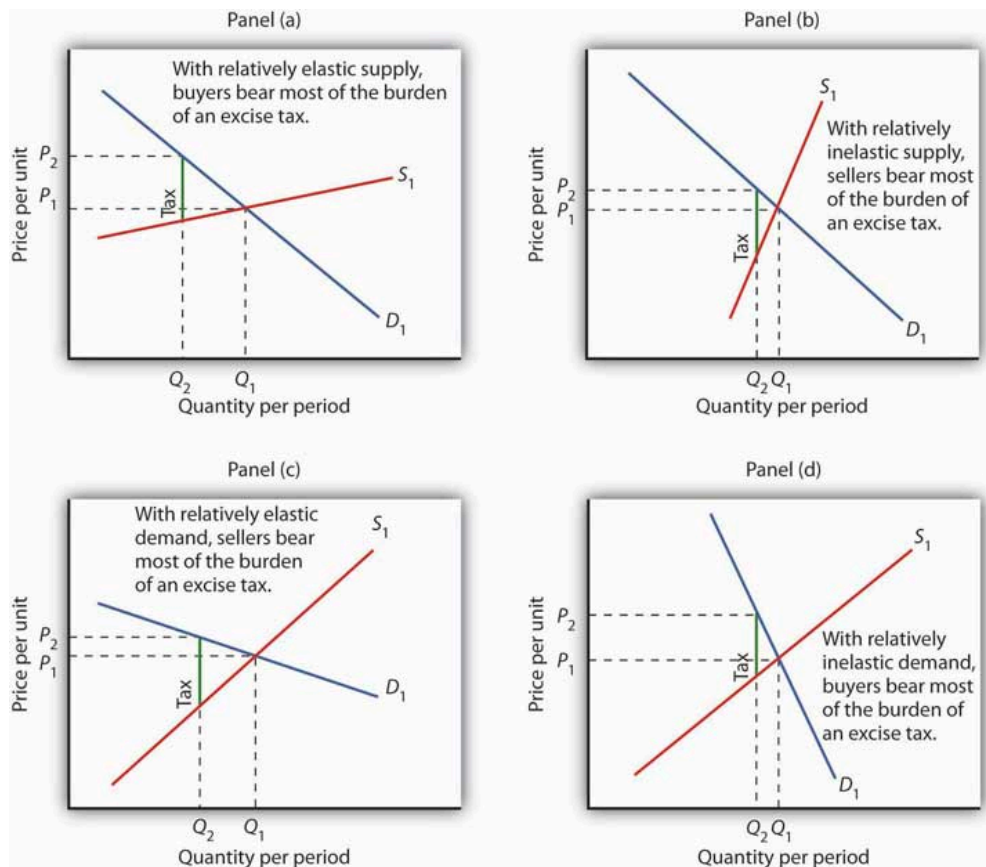 Panel (a)
With relatively elastic supply,
buyers bear most of the burden
of an excise tax.
P2
P1
Tax
S1
D1
Price per unit
Q2 Q1
Quantity per period
Panel (b)
S1
With relatively
inelastic supply,
sellers bear most
of the burden of
an excise tax.
P2
P1
Tax
D1
Price per unit
Q2 Q1
Quantity per period
Panel (c)
With relatively elastic
demand, sellers bear
most of the burden
of an excise tax.
S1
P2
P1
Tax
D1
Price per unit
Q2 Q1
Quantity per period
Panel (d)
S1
P2
P1
Tax
With relatively
inelastic demand,
buyers bear most
of the burden of
an excise tax.
D1
Price per unit
Q2 Q1
Quantity per period